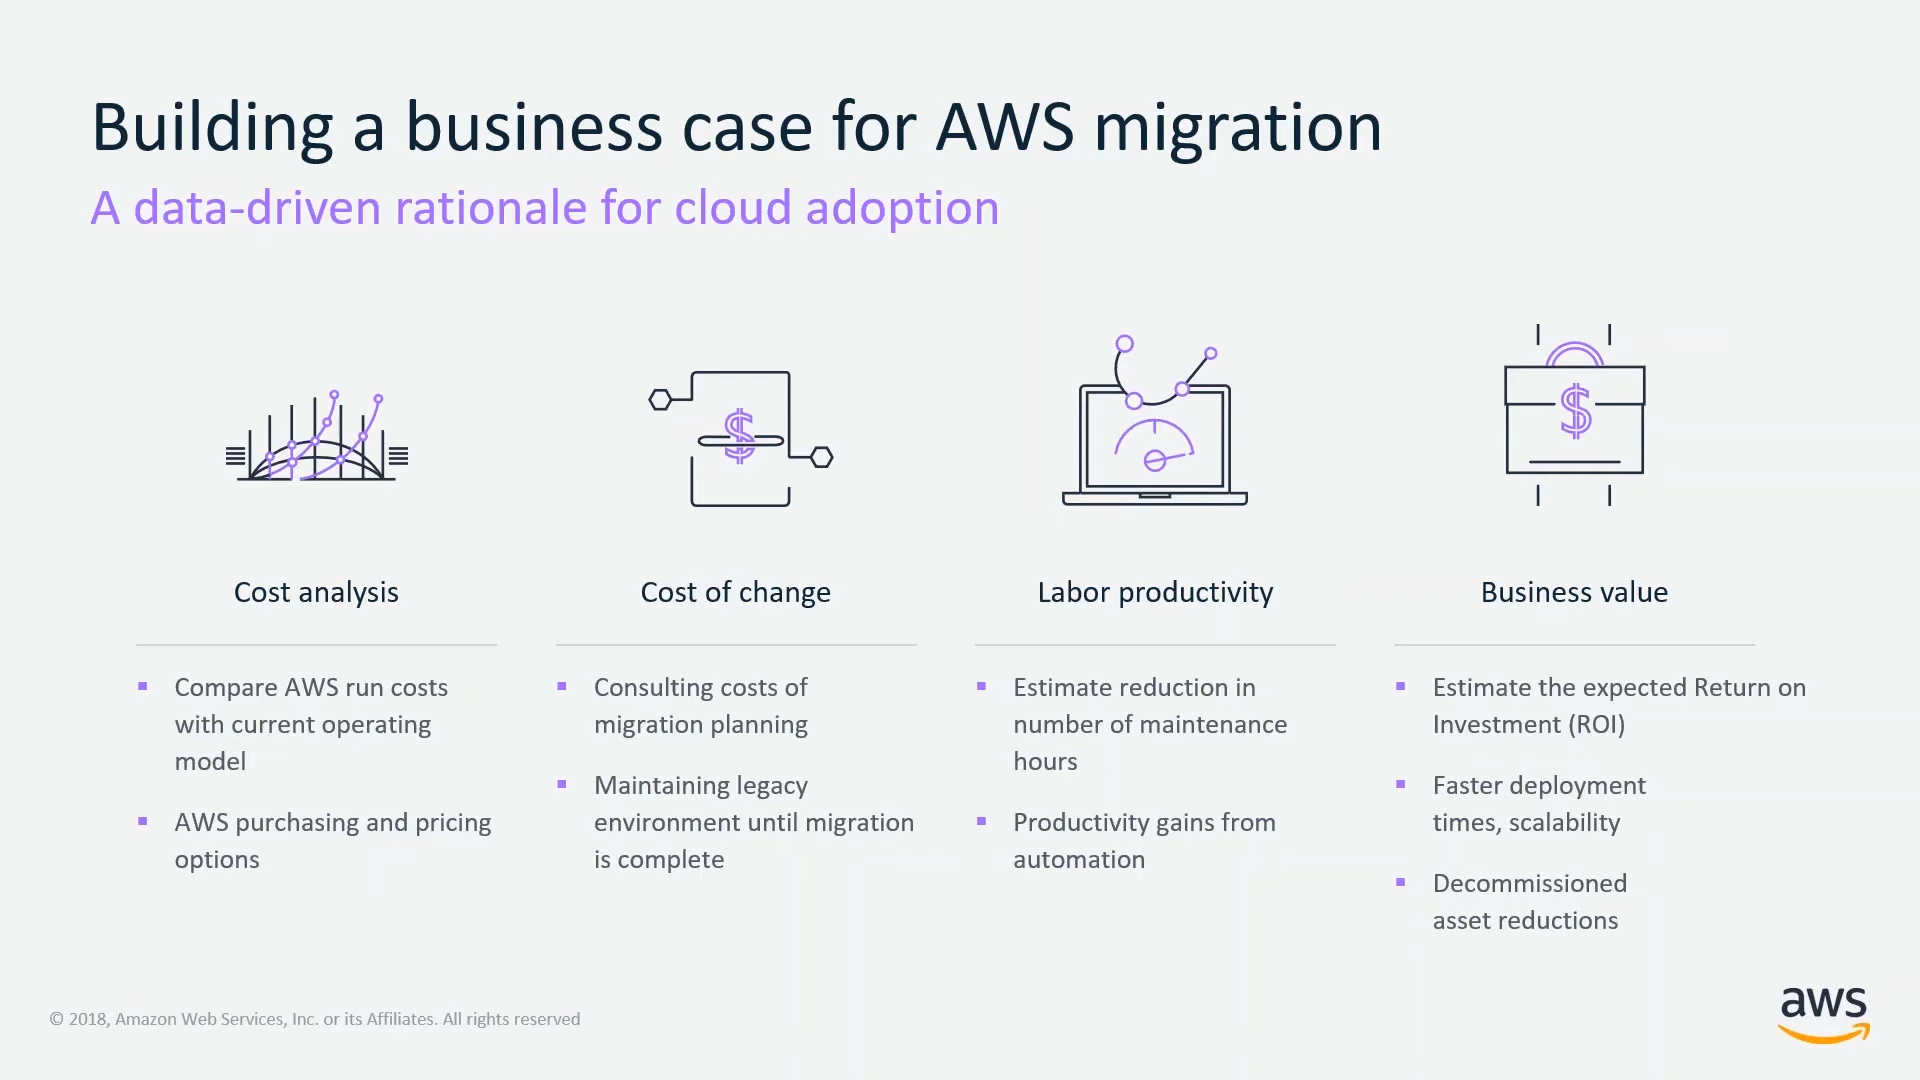 Building a business case for AWS migration
A data-driven rationale for cloud adoption
$
$
Cost analysis
Compare AWS run costs
with current operating
model
AWS purchasing and pricing
options
Cost of change
Consulting costs of
migration planning
Maintaining legacy
environment until migration
is complete
Labor productivity
Estimate reduction in
number of maintenance
hours
Productivity gains from
automation
Business value
Estimate the expected Return on
Investment (ROI)
Faster deployment
times, scalability
Decommissioned
asset reductions
© 2018, Amazon Web Services, Inc. or its Affiliates. All rights reserved
aws